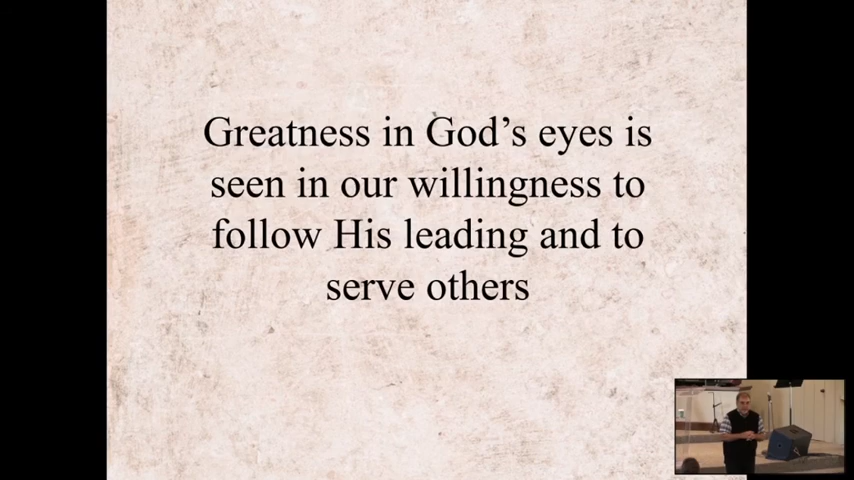 Greatness in God’s eyes is
seen in our willingness to
follow His leading and to
serve others